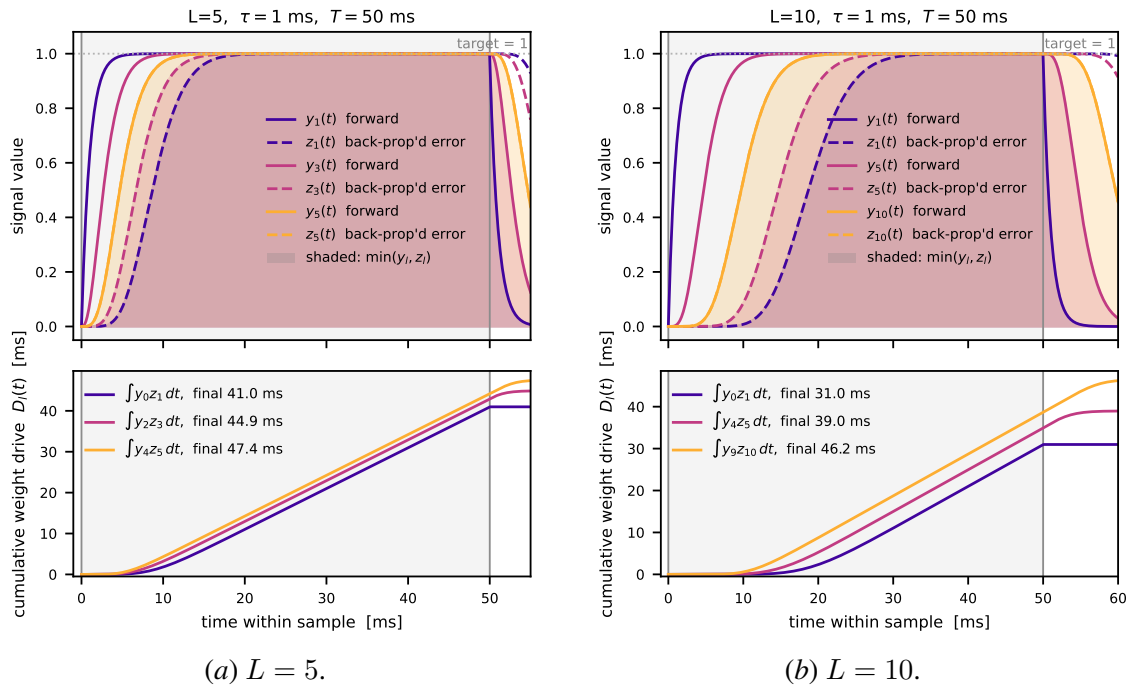 L=5, τ = 1 ms, T = 50 ms
target = 1
signal value
1.0
0.8
0.6
0.4
0.2
0.0
y₁(t) forward
z₁(t) back-prop'd error
y₃(t) forward
z₃(t) back-prop'd error
y₅(t) forward
z₅(t) back-prop'd error
shaded: min(yₗ, zₗ)
cumulative weight drive Dₗ(t) [ms]
40
30
20
10
0
∫y₀z₁ dt, final 41.0 ms
∫y₂z₃ dt, final 44.9 ms
∫y₄z₅ dt, final 47.4 ms
0 10 20 30 40 50
time within sample [ms]
(a) L = 5.
L=10, τ = 1 ms, T = 50 ms
target = 1
signal value
1.0
0.8
0.6
0.4
0.2
0.0
y₁(t) forward
z₁(t) back-prop'd error
y₅(t) forward
z₅(t) back-prop'd error
y₁₀(t) forward
z₁₀(t) back-prop'd error
shaded: min(yₗ, zₗ)
cumulative weight drive Dₗ(t) [ms]
40
30
20
10
0
∫y₀z₁ dt, final 31.0 ms
∫y₄z₅ dt, final 39.0 ms
∫y₉z₁₀ dt, final 46.2 ms
0 10 20 30 40 50 60
time within sample [ms]
(b) L = 10.